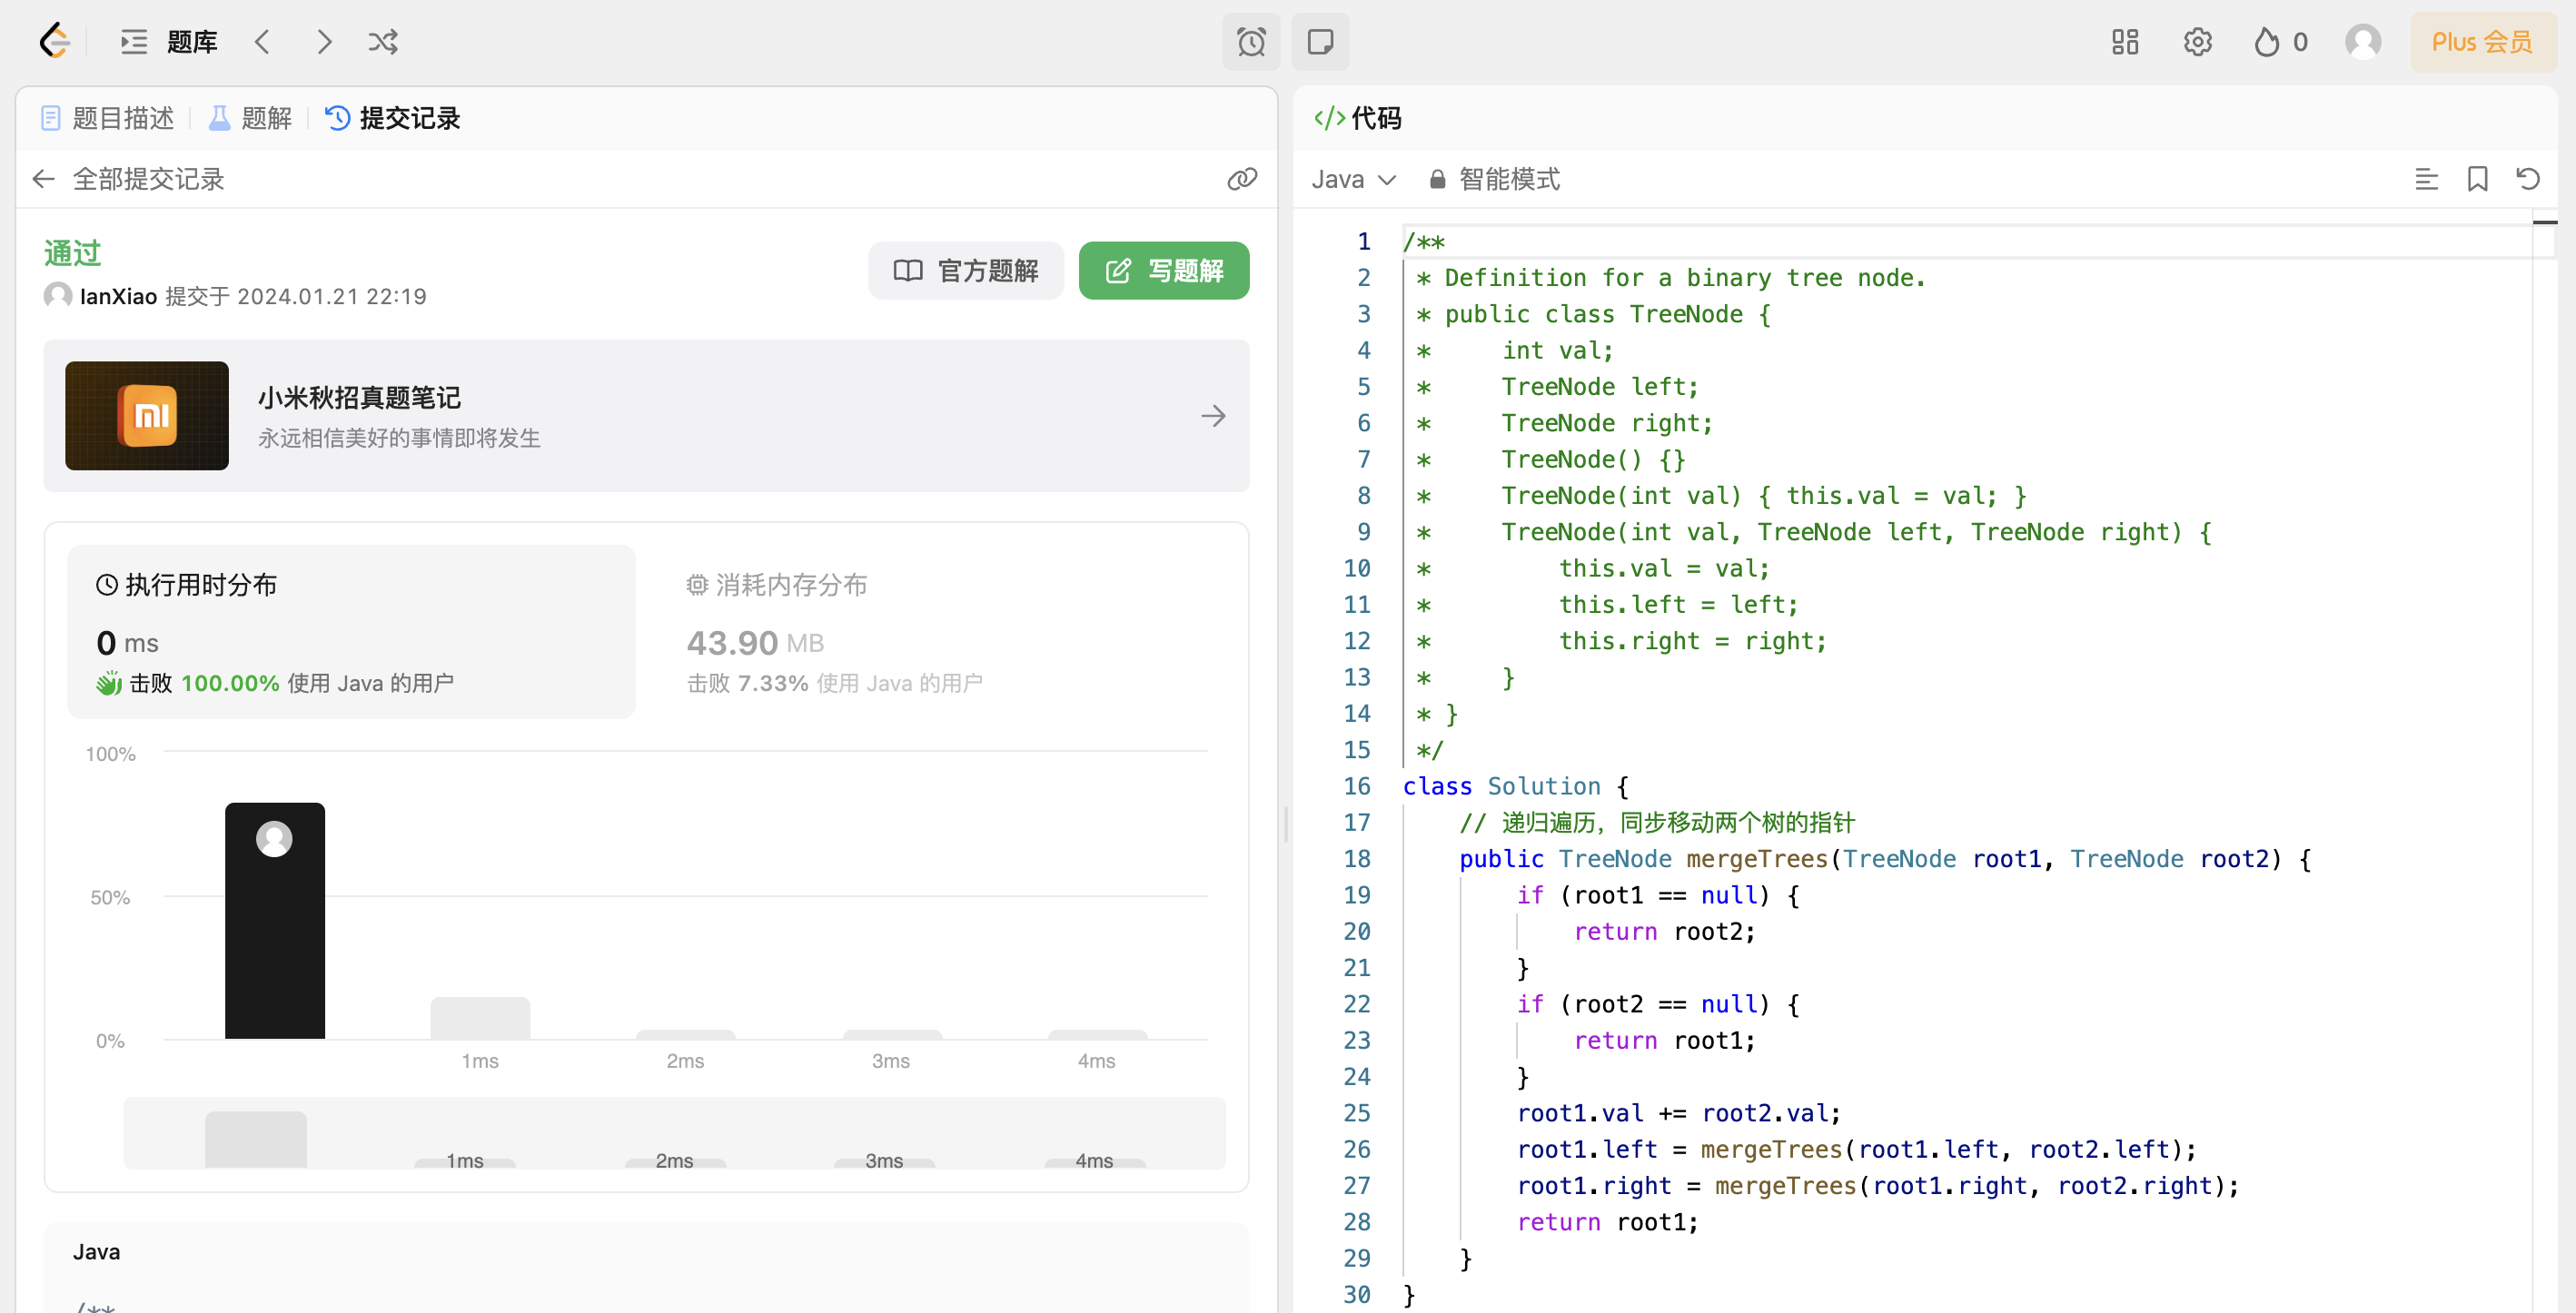 题库
0
Plus 会员
题目描述
题解
提交记录
全部提交记录
通过
官方题解
写题解
IanXiao 提交于 2024.01.21 22:19
小米秋招真题笔记
永远相信美好的事情即将发生
执行用时分布
0 ms
击败 100.00% 使用 Java 的用户
消耗内存分布
43.90 MB
击败 7.33% 使用 Java 的用户
100%
50%
0%
1ms
2ms
3ms
4ms
1ms
2ms
3ms
4ms
Java
/**
</>代码
Java
智能模式
1 /**
2  * Definition for a binary tree node.
3  * public class TreeNode {
4  *     int val;
5  *     TreeNode left;
6  *     TreeNode right;
7  *     TreeNode() {}
8  *     TreeNode(int val) { this.val = val; }
9  *     TreeNode(int val, TreeNode left, TreeNode right) {
10  *         this.val = val;
11  *         this.left = left;
12  *         this.right = right;
13  *     }
14  * }
15  */
16 class Solution {
17     // 递归遍历，同步移动两个树的指针
18     public TreeNode mergeTrees(TreeNode root1, TreeNode root2) {
19         if (root1 == null) {
20             return root2;
21         }
22         if (root2 == null) {
23             return root1;
24         }
25         root1.val += root2.val;
26         root1.left = mergeTrees(root1.left, root2.left);
27         root1.right = mergeTrees(root1.right, root2.right);
28         return root1;
29     }
30 }